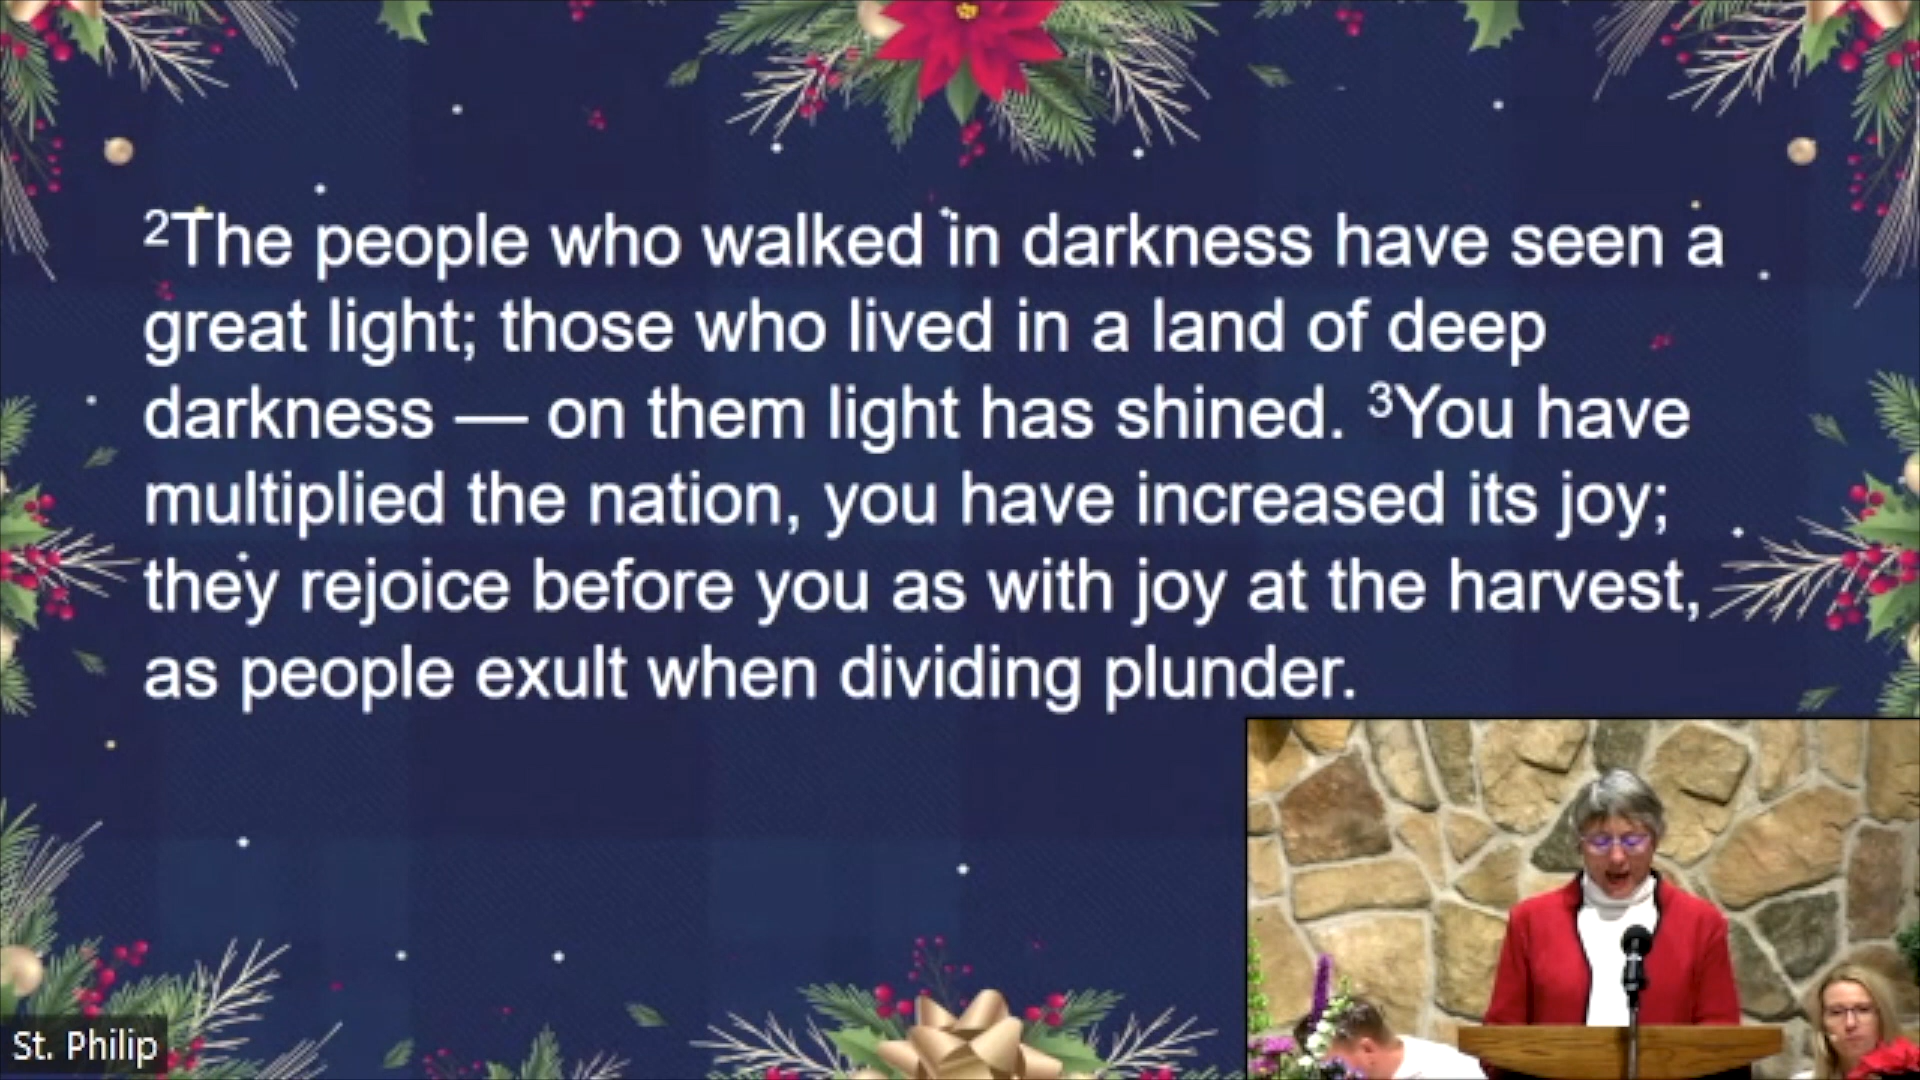 ²The people who walked in darkness have seen a
great light; those who lived in a land of deep
darkness — on them light has shined. ³You have
multiplied the nation, you have increased its joy;
they rejoice before you as with joy at the harvest,
as people exult when dividing plunder.
St. Philip